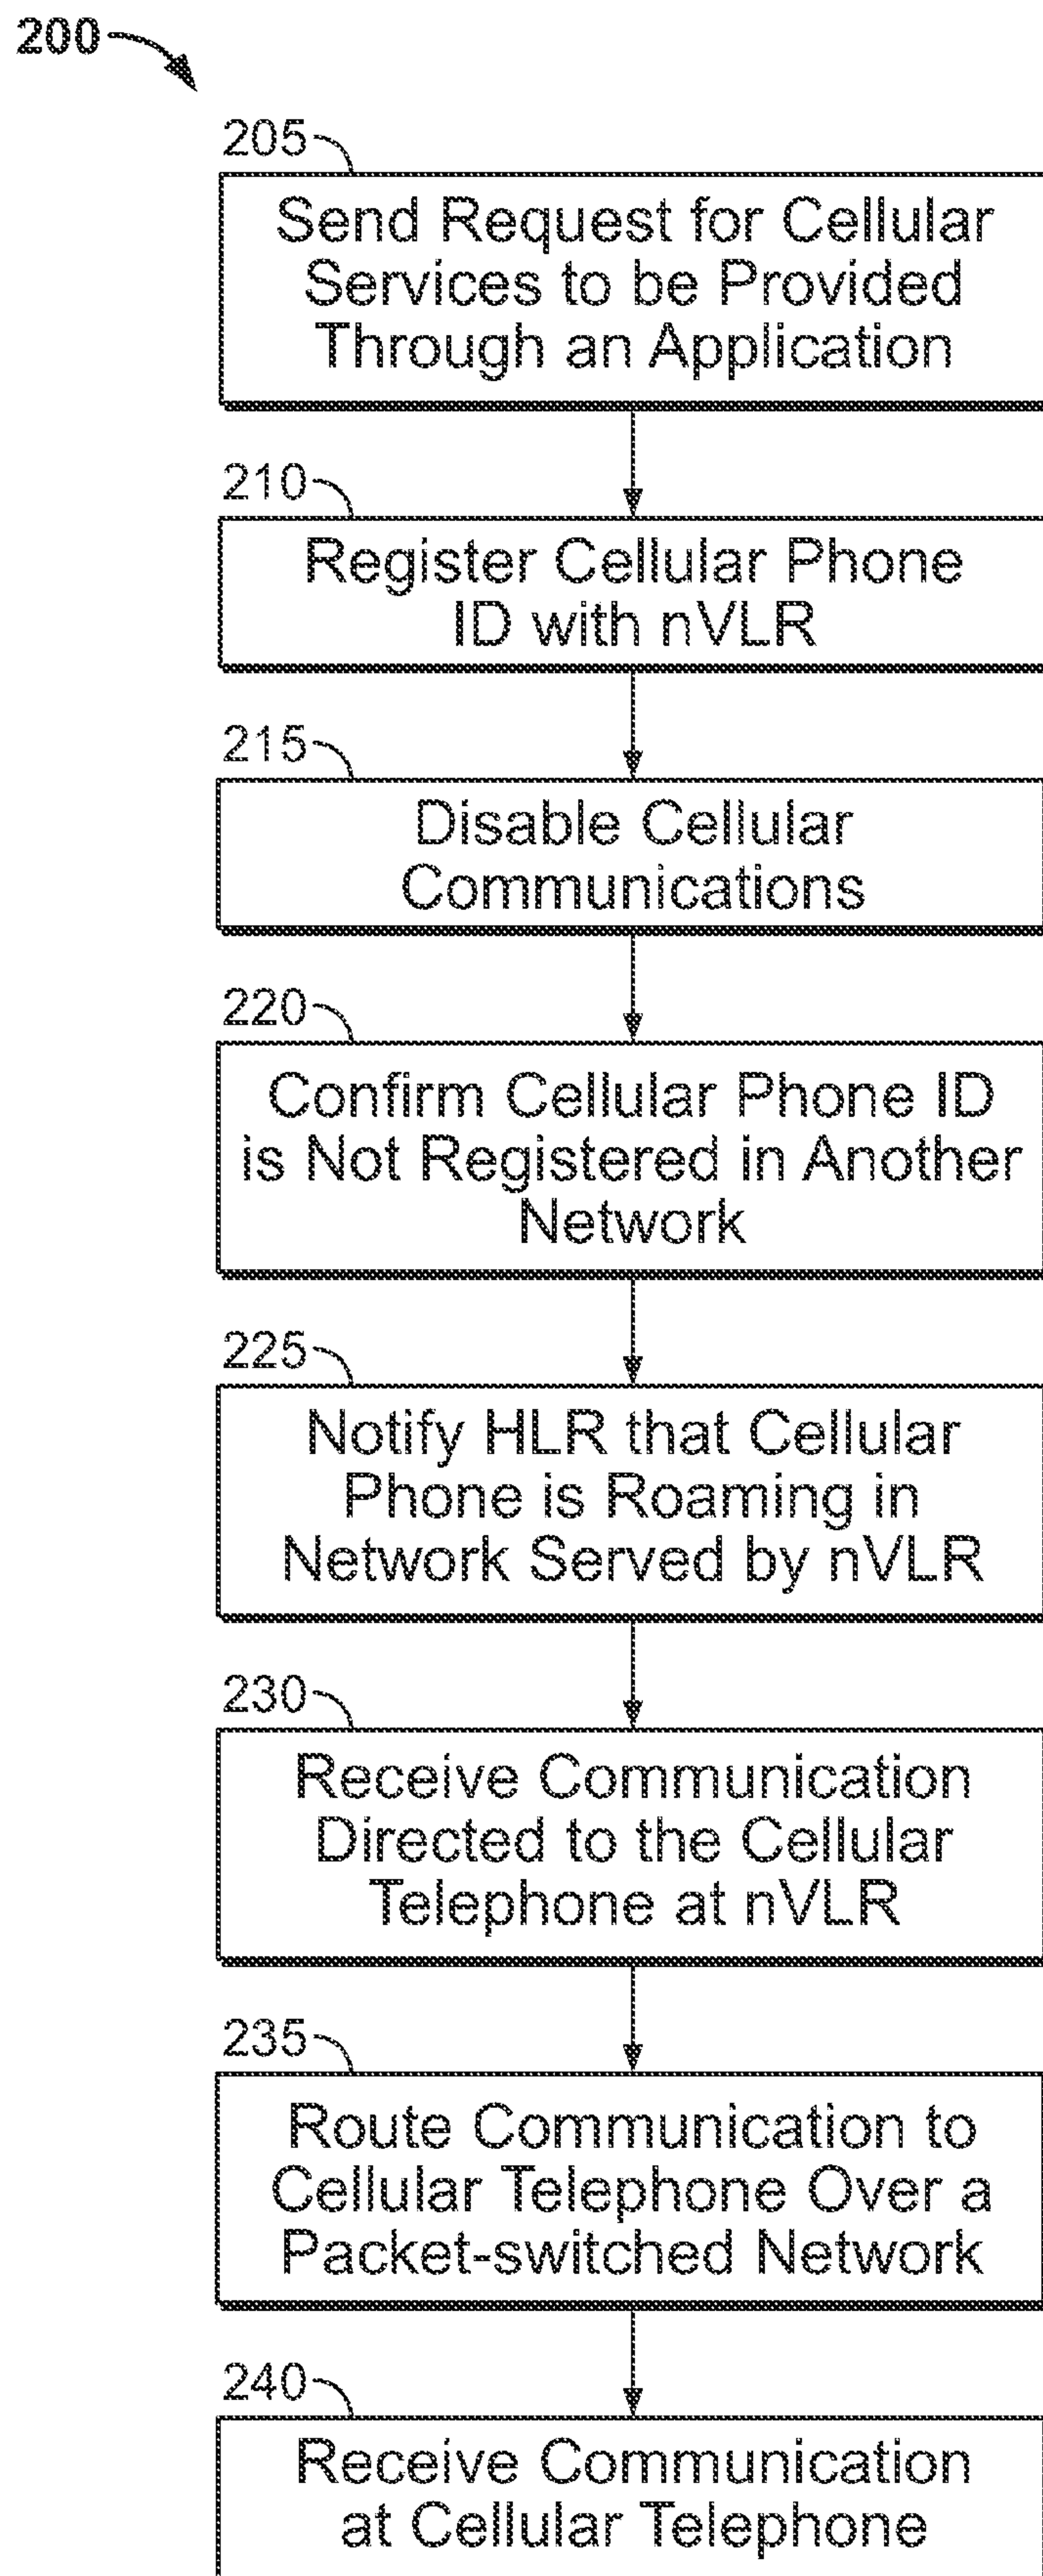 200
205
Send Request for Cellular
Services to be Provided
Through an Application
210
Register Cellular Phone
ID with nVLR
215
Disable Cellular
Communications
220
Confirm Cellular Phone ID
is Not Registered in Another
Network
225
Notify HLR that Cellular
Phone is Roaming in
Network Served by nVLR
230
Receive Communication
Directed to the Cellular
Telephone at nVLR
235
Route Communication to
Cellular Telephone Over a
Packet-switched Network
240
Receive Communication
at Cellular Telephone